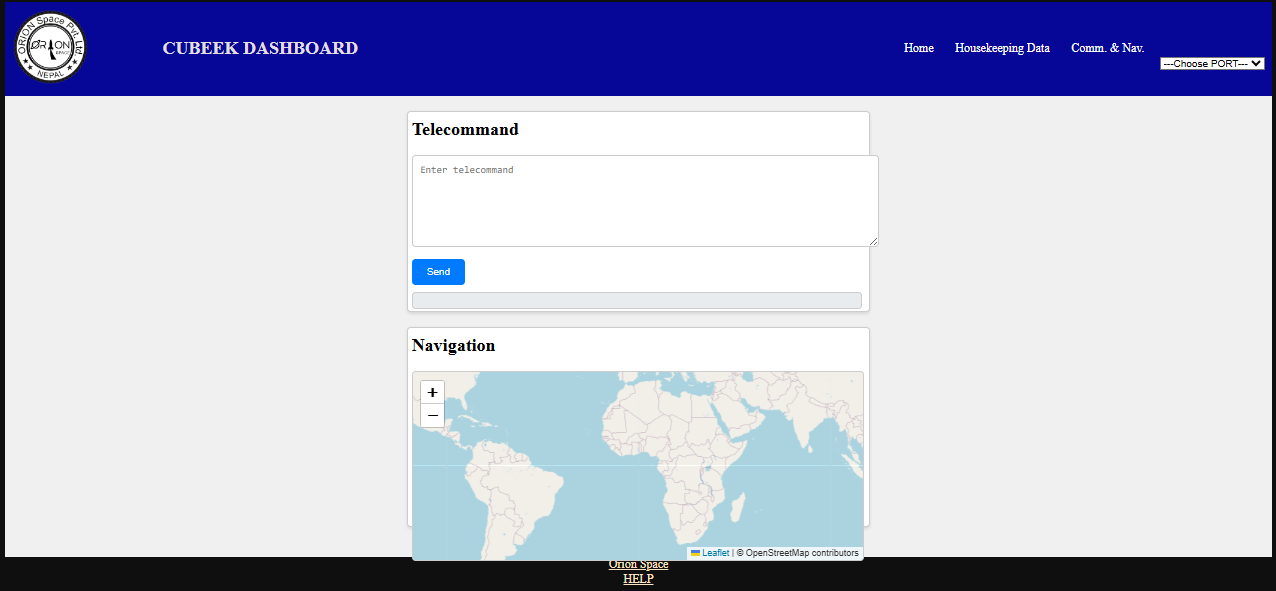 ORION Space Pvt. Ltd
ORION
SPACE
NEPAL
CUBEEK DASHBOARD
Home
Housekeeping Data
Comm. & Nav.
---Choose PORT---
Telecommand
Enter telecommand
Send
Navigation
+
−
Leaflet | © OpenStreetMap contributors
Orion Space
HELP